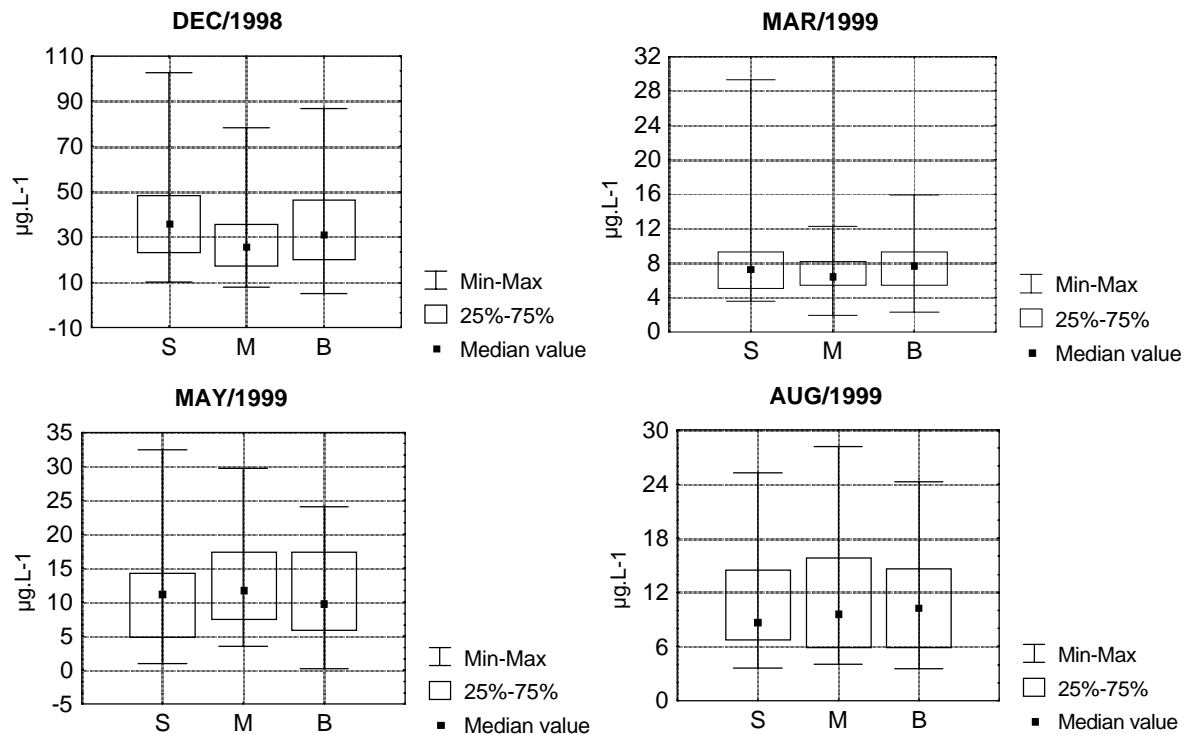 DEC/1998
110
90
70
50
30
10
-10
µg.L-1
S M B
Min-Max
25%-75%
Median value
MAR/1999
32
28
24
20
16
12
8
4
0
µg.L-1
S M B
Min-Max
25%-75%
Median value
MAY/1999
35
30
25
20
15
10
5
0
-5
µg.L-1
S M B
Min-Max
25%-75%
Median value
AUG/1999
30
24
18
12
6
0
µg.L-1
S M B
Min-Max
25%-75%
Median value